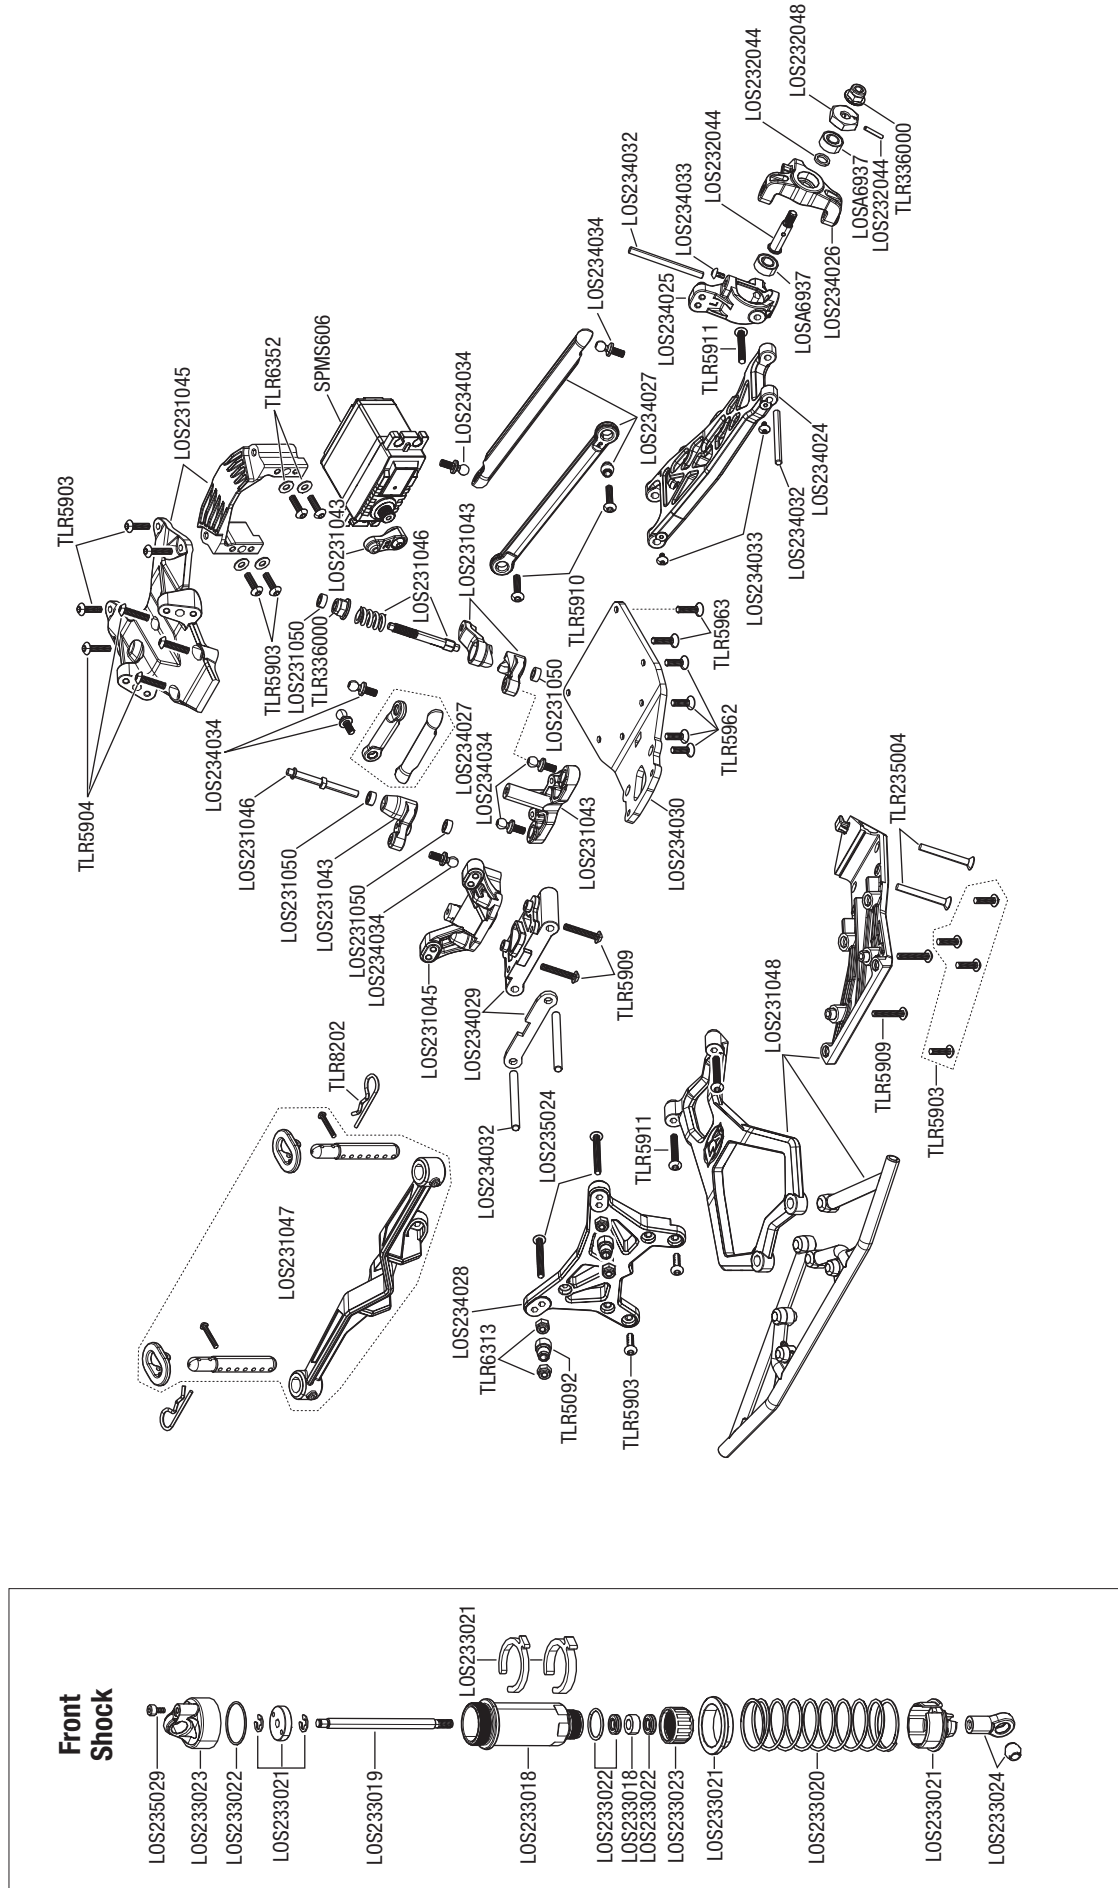 TLR5903
LOS231045
TLR6352
SPMS606
LOS234034
LOS234034
LOS234032
LOS234033
LOS232044
LOS232044
LOS232048
LOSA6937
LOS232044
TLR336000
LOS234026
LOSA6937
LOS234025
TLR5911
LOS234027
LOS234024
LOS234032
LOS234033
TLR5910
TLR5963
TLR5962
LOS231043
LOS231046
LOS231043
LOS231050
TLR336000
TLR5903
LOS231050
LOS234034
TLR5904
LOS231046
LOS231050
LOS231043
LOS231050
LOS234034
LOS234027
LOS234034
LOS231043
LOS234030
TLR235004
LOS231045
LOS234029
TLR5909
TLR8202
LOS231047
LOS234032
LOS235024
TLR5911
LOS231048
TLR5909
TLR5903
LOS234028
TLR6313
TLR5092
TLR5903
Front
Shock
LOS235029
LOS233023
LOS233022
LOS233021
LOS233019
LOS233021
LOS233018
LOS233022
LOS233018
LOS233022
LOS233023
LOS233021
LOS233020
LOS233021
LOS233024